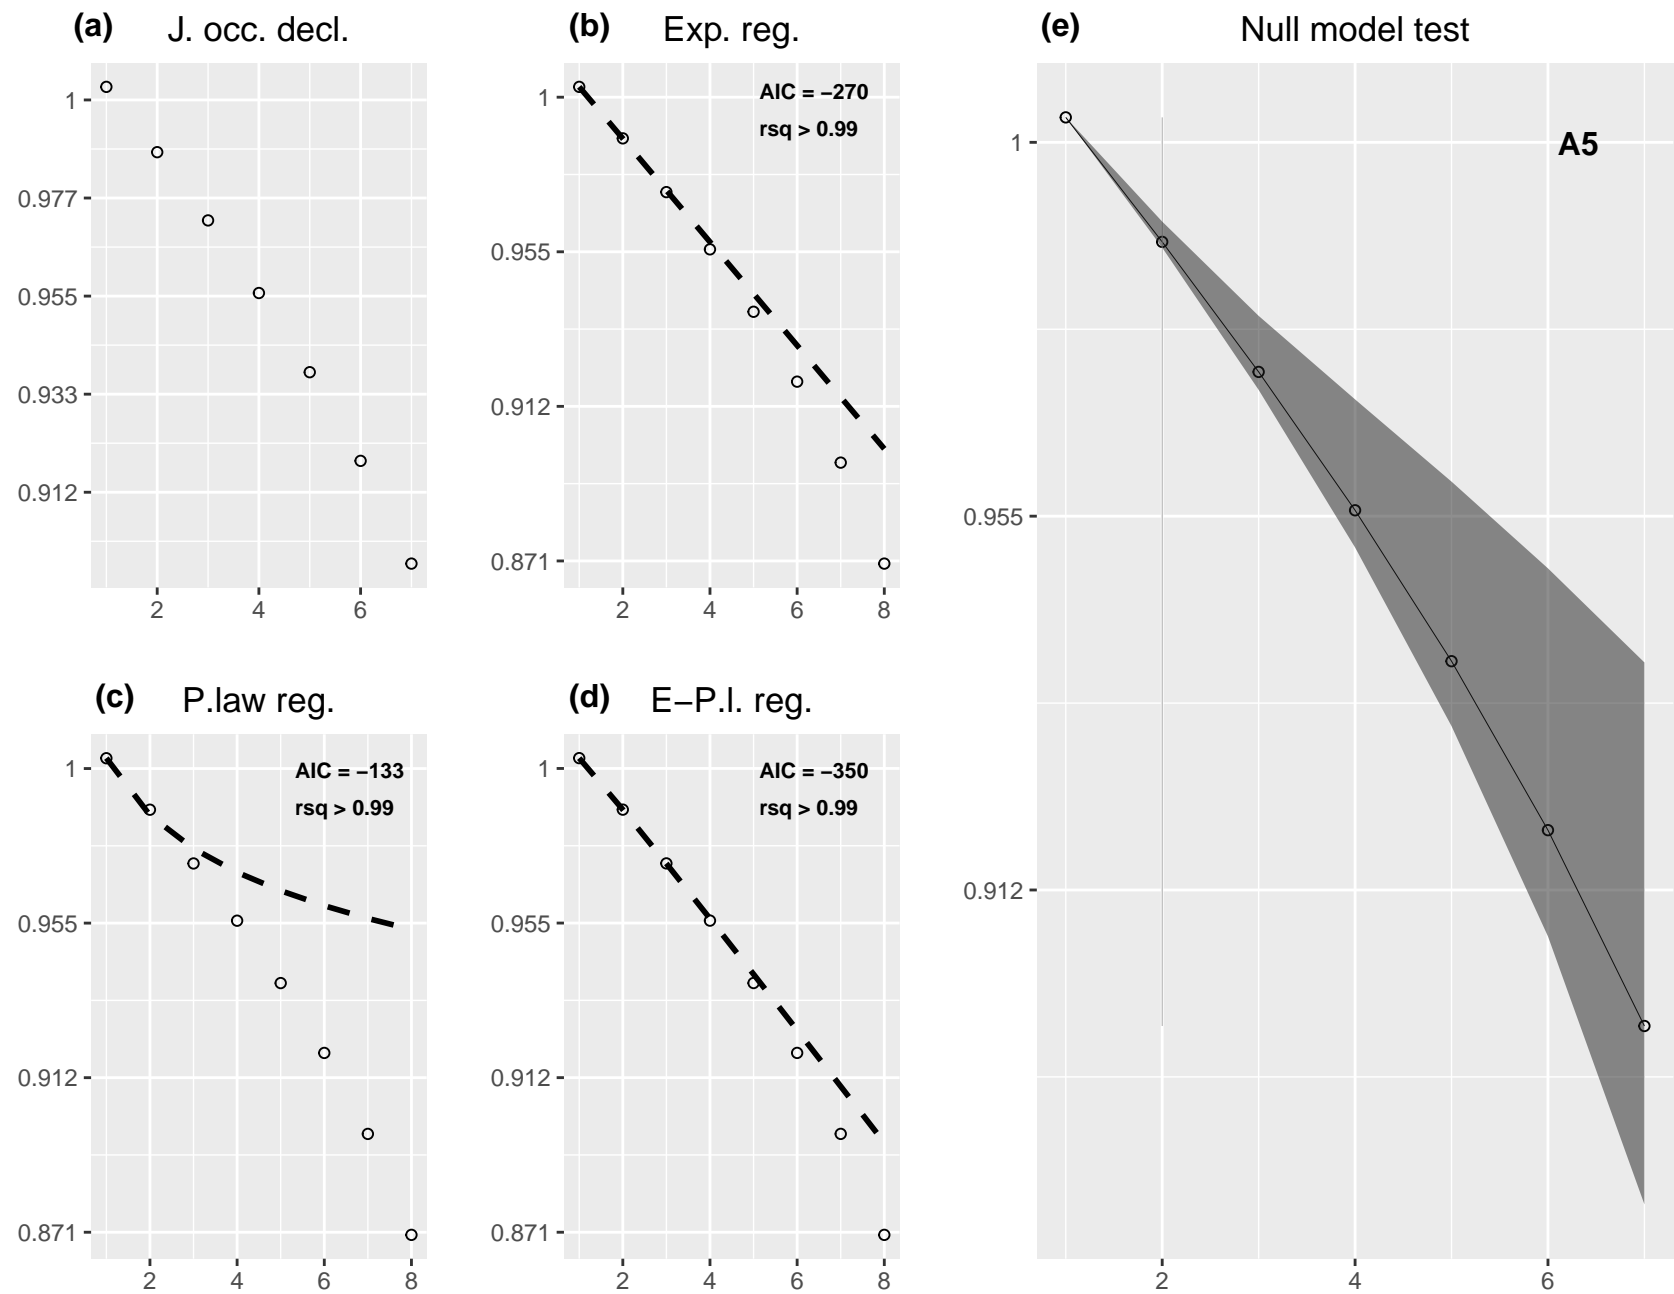 (a) J. occ. decl.
1
0.977
0.955
0.933
0.912
2 4 6
(b) Exp. reg.
AIC = −270
rsq > 0.99
1
0.955
0.912
0.871
2 4 6 8
(c) P.law reg.
AIC = −133
rsq > 0.99
1
0.955
0.912
0.871
2 4 6 8
(d) E−P.l. reg.
AIC = −350
rsq > 0.99
1
0.955
0.912
0.871
2 4 6 8
(e) Null model test
A5
1
0.955
0.912
2 4 6